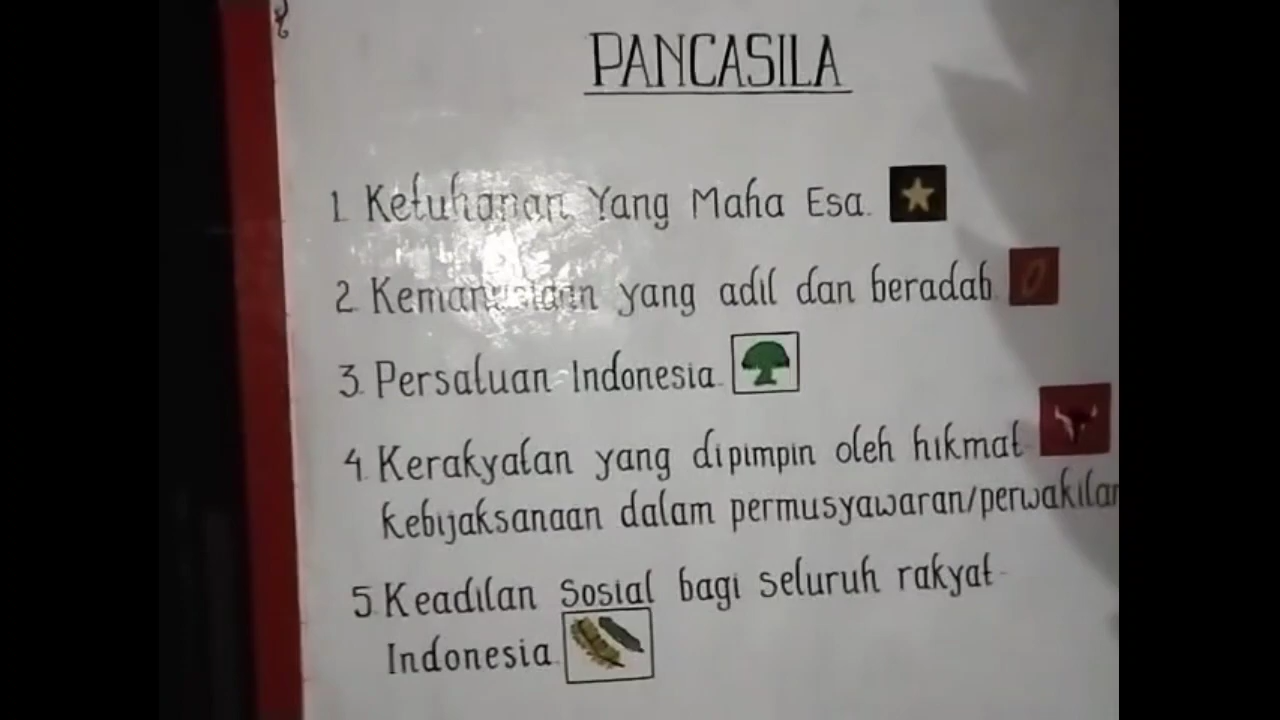 PANCASILA
1. Ketuhanan Yang Maha Esa.
2. Kemanusiaan yang adil dan beradab
3. Persatuan Indonesia.
4. Kerakyatan yang dipimpin oleh hikmat
kebijaksanaan dalam permusyawaran/perwakilan
5. Keadilan Sosial bagi seluruh rakyat
Indonesia.